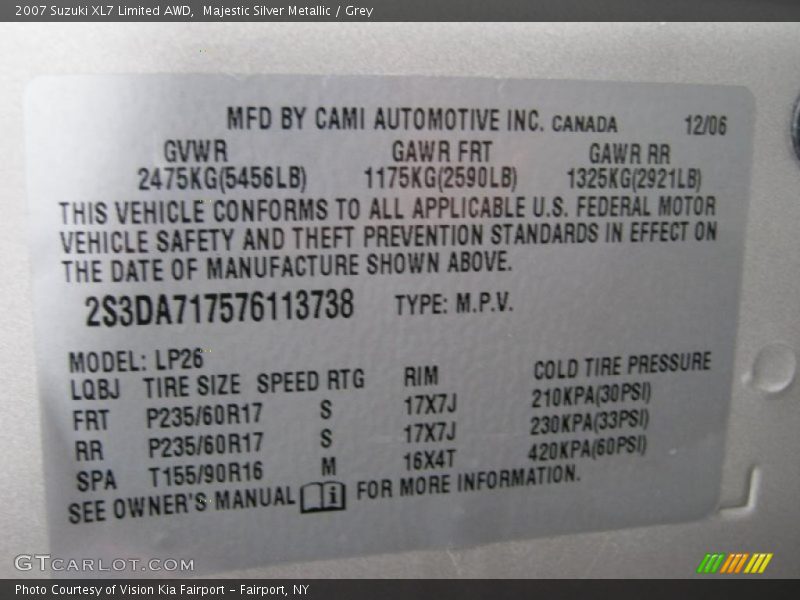 2007 Suzuki XL7 Limited AWD,  Majestic Silver Metallic / Grey
MFD BY CAMI AUTOMOTIVE INC. CANADA 12/06
GVWR GAWR FRT GAWR RR
2475KG(5456LB) 1175KG(2590LB) 1325KG(2921LB)
THIS VEHICLE CONFORMS TO ALL APPLICABLE U.S. FEDERAL MOTOR
VEHICLE SAFETY AND THEFT PREVENTION STANDARDS IN EFFECT ON
THE DATE OF MANUFACTURE SHOWN ABOVE.
2S3DA717576113738 TYPE: M.P.V.
MODEL: LP26
LQBJ TIRE SIZE SPEED RTG RIM COLD TIRE PRESSURE
FRT P235/60R17 S 17X7J 210KPA(30PSI)
RR P235/60R17 S 17X7J 230KPA(33PSI)
SPA T155/90R16 M 16X4T 420KPA(60PSI)
SEE OWNER'S MANUAL FOR MORE INFORMATION.
GTCARLOT.COM
Photo Courtesy of Vision Kia Fairport - Fairport, NY